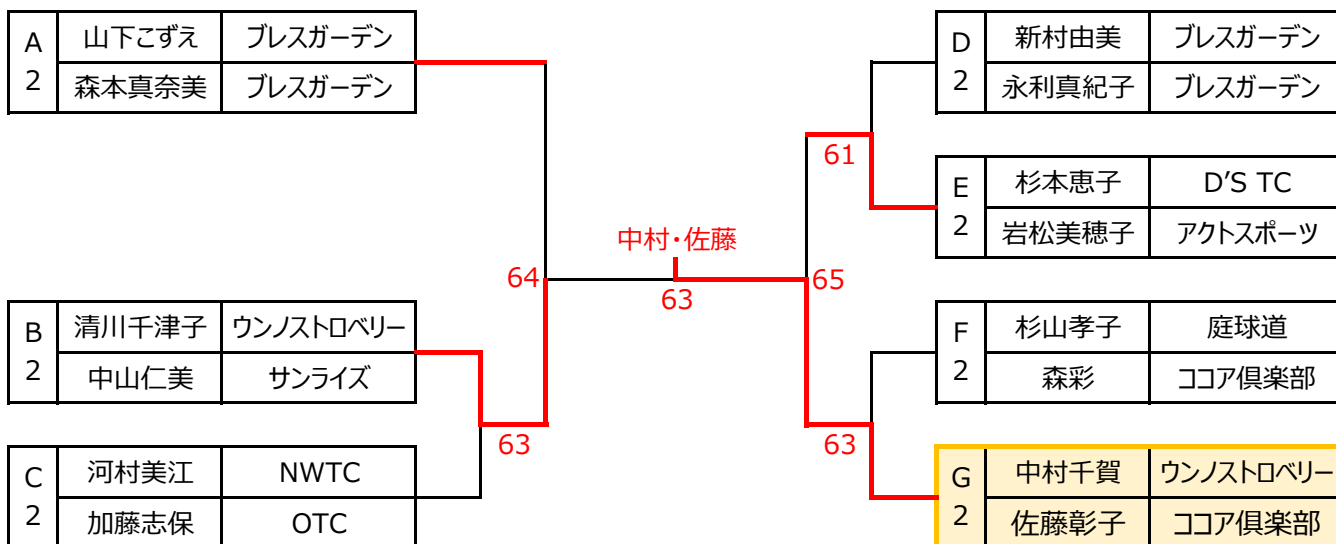 A 山下こずえ ブレスガーデン
2 森本真奈美 ブレスガーデン
B 清川千津子 ウンノストロベリー
2 中山仁美 サンライズ
C 河村美江 NWTC
2 加藤志保 OTC
63
64
中村・佐藤
63
65
61
63
D 新村由美 ブレスガーデン
2 永利真紀子 ブレスガーデン
E 杉本恵子 D'S TC
2 岩松美穂子 アクトスポーツ
F 杉山孝子 庭球道
2 森彩 ココア倶楽部
G 中村千賀 ウンノストロベリー
2 佐藤彰子 ココア倶楽部